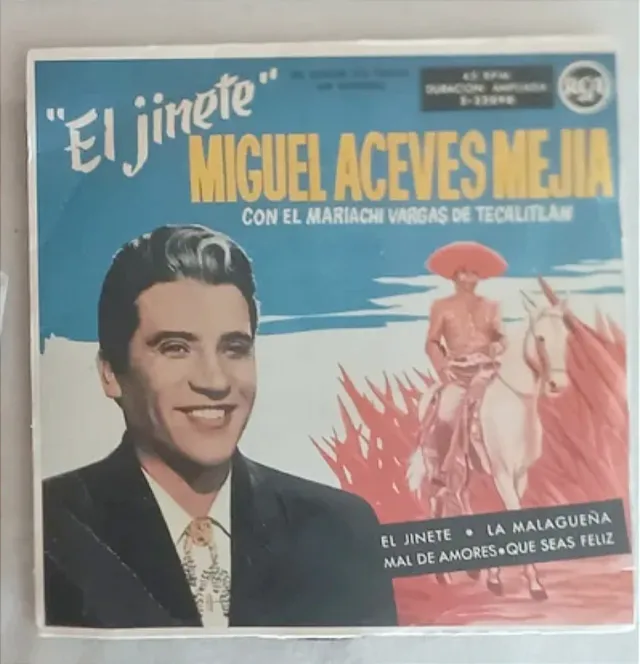 "El jinete"
45 RPM
DURACION AMPLIADA
RCA
MIGUEL ACEVES MEJIA
CON EL MARIACHI VARGAS DE TECALITLAN
EL JINETE • LA MALAGUEÑA
MAL DE AMORES • QUE SEAS FELIZ